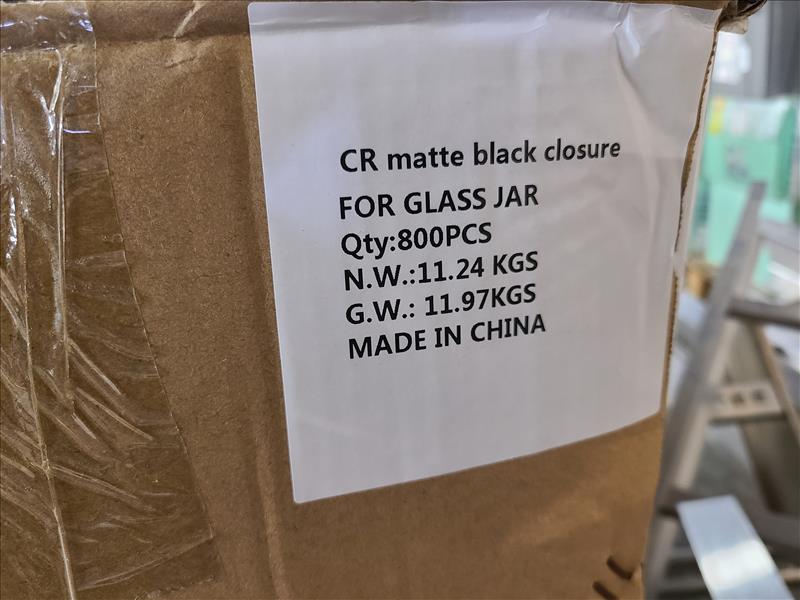 CR matte black closure
FOR GLASS JAR
Qty:800PCS
N.W.:11.24 KGS
G.W.: 11.97KGS
MADE IN CHINA